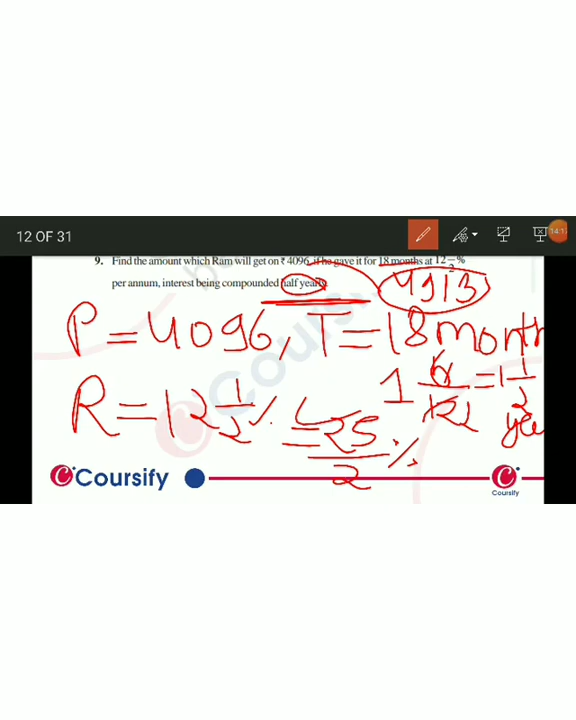 12 OF 31
14:17
9. Find the amount which Ram will get on ₹ 4096, if he gave it for 18 months at 12 1/2 %
per annum, interest being compounded half yearly.
4913
P = 4096, T = 18 month
1 6/12 = 1 1/2
R = 12 1/2 %. = 25/2 %
Coursify
Coursify